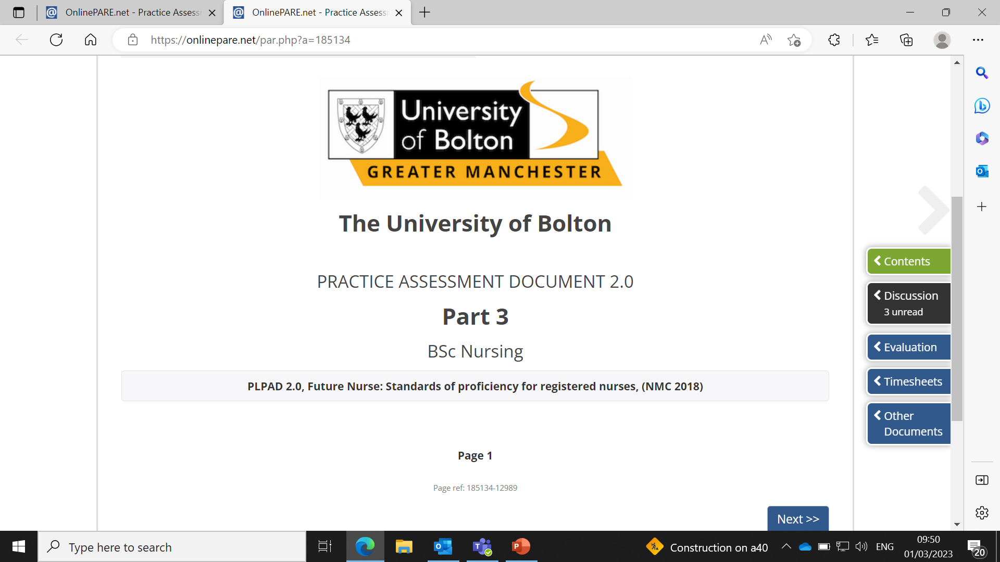 OnlinePARE.net - Practice Assess
OnlinePARE.net - Practice Assess
https://onlinepare.net/par.php?a=185134
University
of Bolton
GREATER MANCHESTER
The University of Bolton
PRACTICE ASSESSMENT DOCUMENT 2.0
Part 3
BSc Nursing
PLPAD 2.0, Future Nurse: Standards of proficiency for registered nurses, (NMC 2018)
Page 1
Page ref: 185134-12989
Next >>
Contents
Discussion
3 unread
Evaluation
Timesheets
Other
Documents
Type here to search
Construction on a40
ENG
09:50
01/03/2023
20